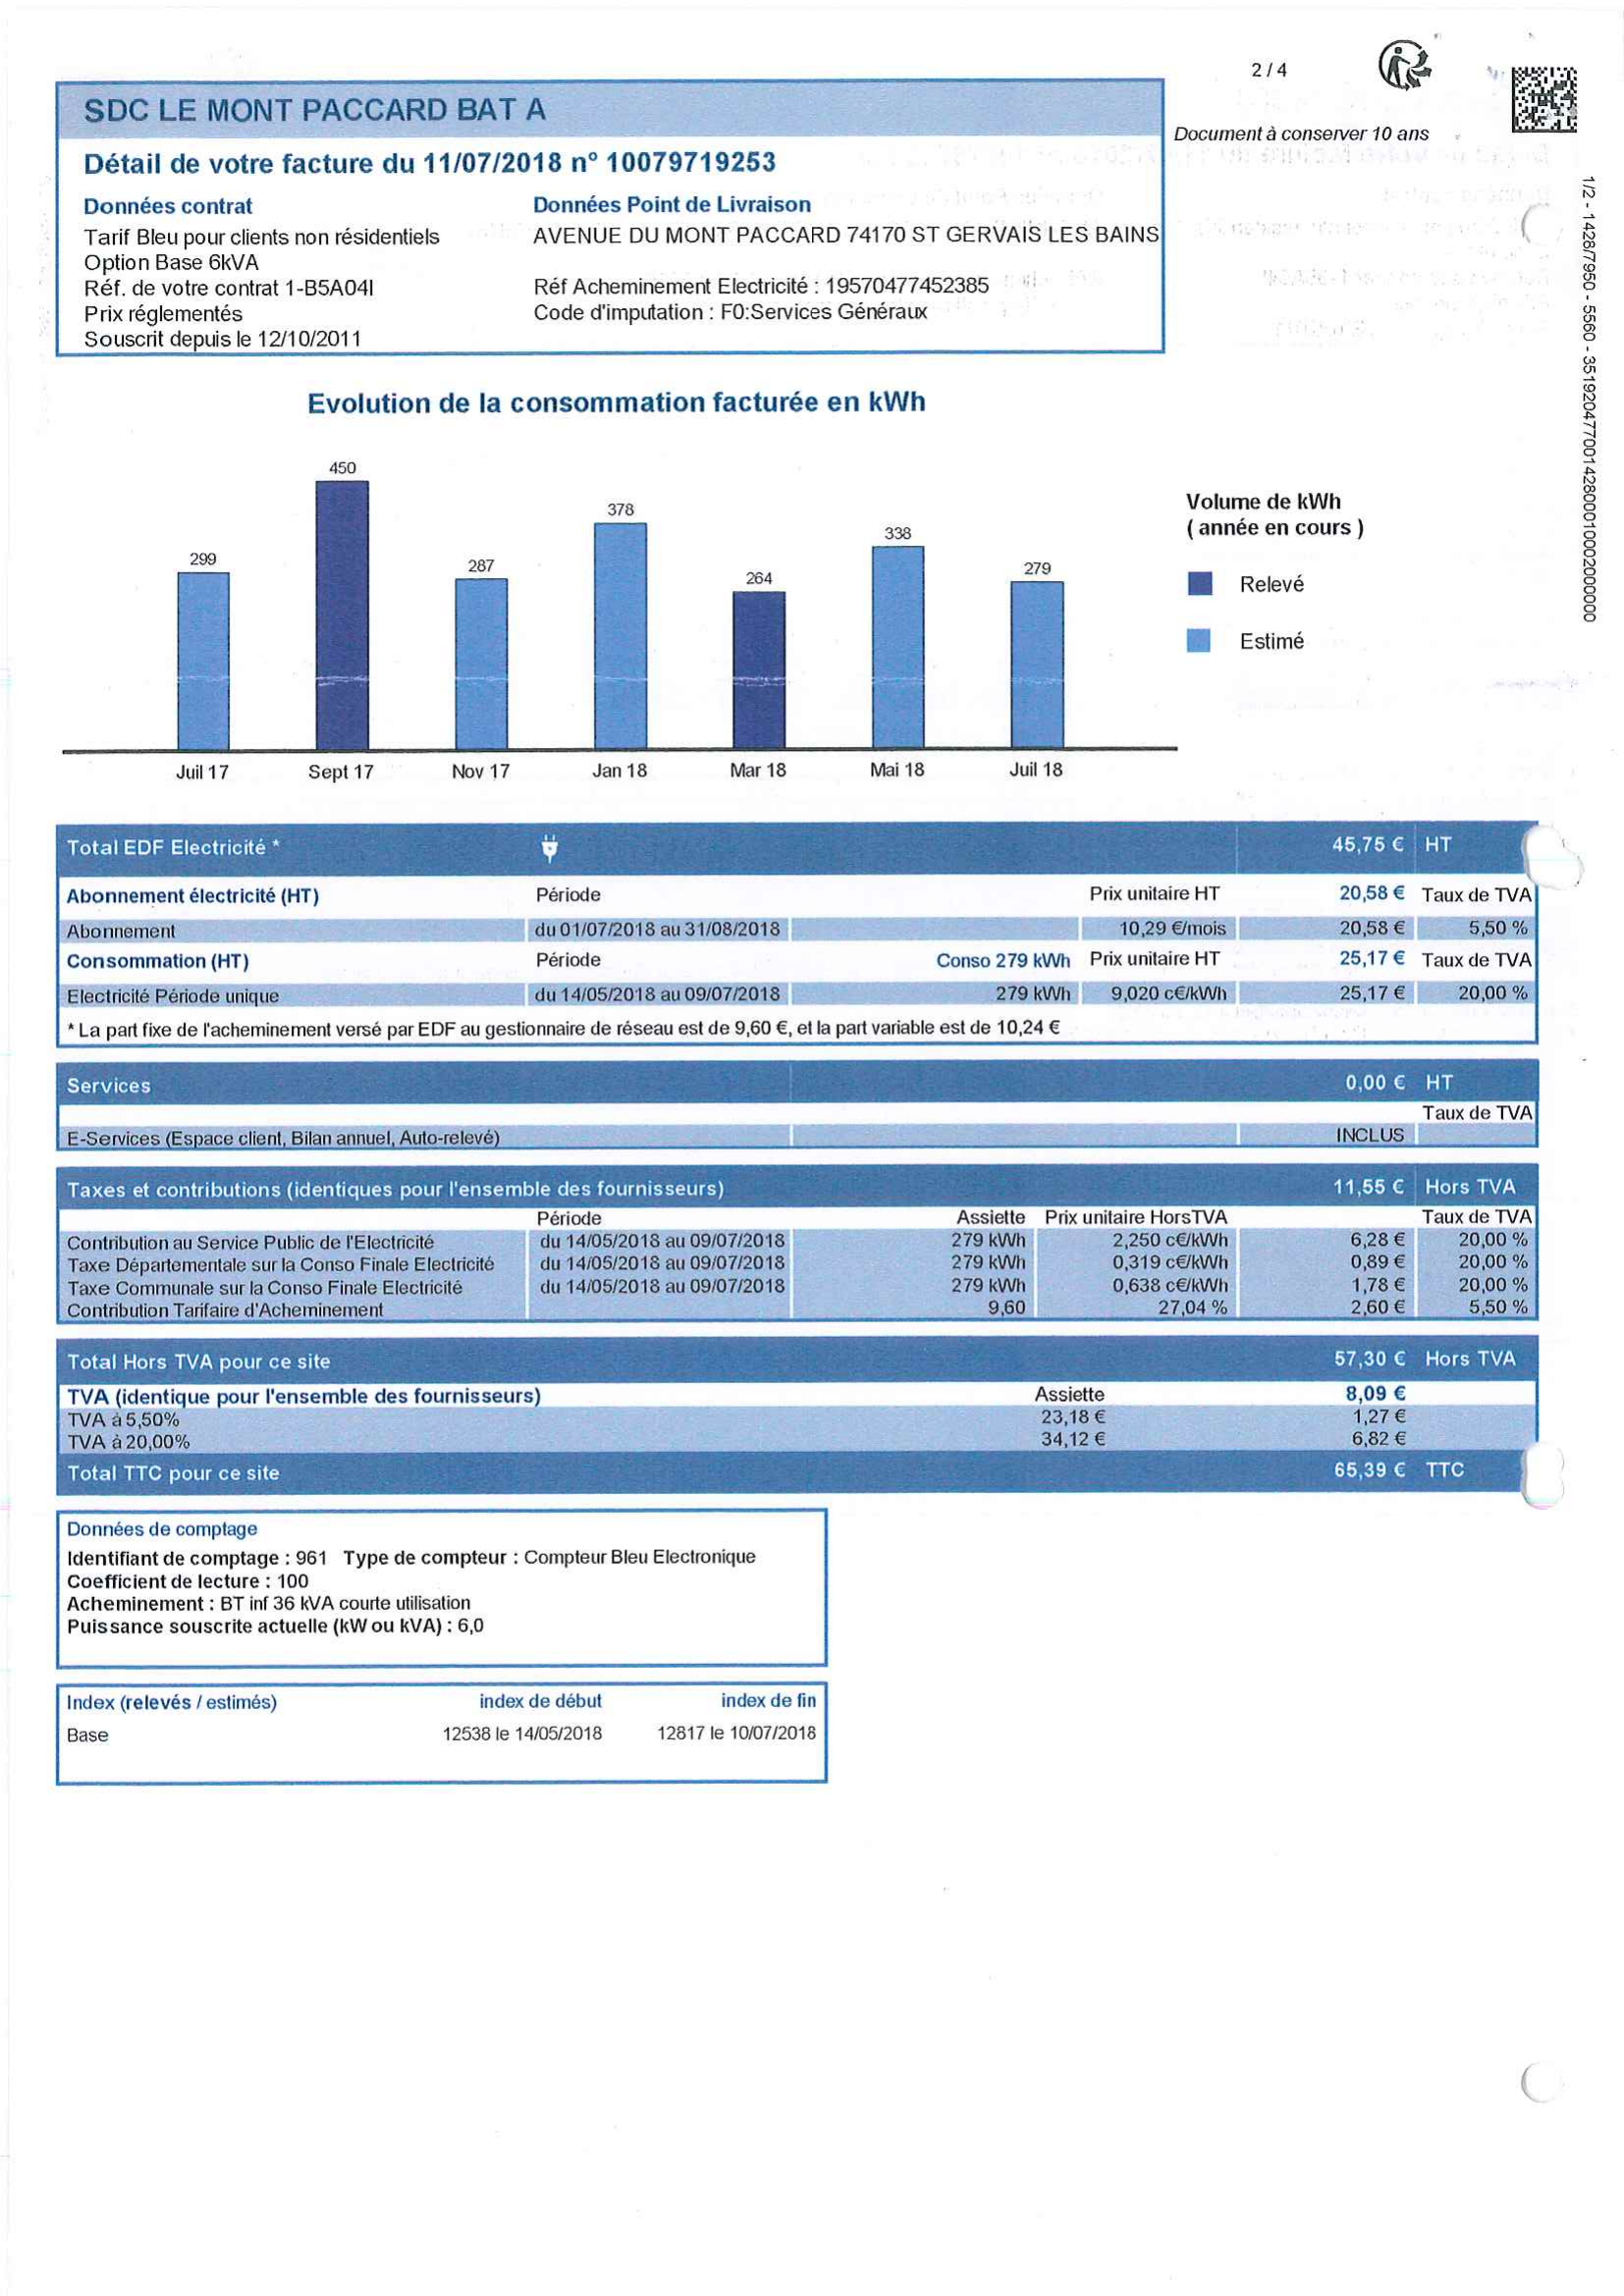 2 / 4
SDC LE MONT PACCARD BAT A
Document à conserver 10 ans
Détail de votre facture du 11/07/2018 n° 10079719253
Données contrat Données Point de Livraison
Tarif Bleu pour clients non résidentiels AVENUE DU MONT PACCARD 74170 ST GERVAIS LES BAINS
Option Base 6kVA
Réf. de votre contrat 1-B5A04I Réf Acheminement Electricité : 19570477452385
Prix réglementés Code d'imputation : F0:Services Généraux
Souscrit depuis le 12/10/2011
1/2 - 1428/7950 - 5560 - 3519204770014280001000200000
Evolution de la consommation facturée en kWh
299 450 287 378 264 338 279
Juil 17 Sept 17 Nov 17 Jan 18 Mar 18 Mai 18 Juil 18
Volume de kWh
( année en cours )
Relevé
Estimé
Total EDF Electricité * 45,75 € HT
Abonnement électricité (HT) Période Prix unitaire HT 20,58 € Taux de TVA
Abonnement du 01/07/2018 au 31/08/2018 10,29 €/mois 20,58 € 5,50 %
Consommation (HT) Période Conso 279 kWh Prix unitaire HT 25,17 € Taux de TVA
Electricité Période unique du 14/05/2018 au 09/07/2018 279 kWh 9,020 c€/kWh 25,17 € 20,00 %
* La part fixe de l'acheminement versé par EDF au gestionnaire de réseau est de 9,60 €, et la part variable est de 10,24 €
Services 0,00 € HT
Taux de TVA
E-Services (Espace client, Bilan annuel, Auto-relevé) INCLUS
Taxes et contributions (identiques pour l'ensemble des fournisseurs) 11,55 € Hors TVA
Période Assiette Prix unitaire HorsTVA Taux de TVA
Contribution au Service Public de l'Electricité du 14/05/2018 au 09/07/2018 279 kWh 2,250 c€/kWh 6,28 € 20,00 %
Taxe Départementale sur la Conso Finale Electricité du 14/05/2018 au 09/07/2018 279 kWh 0,319 c€/kWh 0,89 € 20,00 %
Taxe Communale sur la Conso Finale Electricité du 14/05/2018 au 09/07/2018 279 kWh 0,638 c€/kWh 1,78 € 20,00 %
Contribution Tarifaire d'Acheminement 9,60 27,04 % 2,60 € 5,50 %
Total Hors TVA pour ce site 57,30 € Hors TVA
TVA (identique pour l'ensemble des fournisseurs) Assiette 8,09 €
TVA à 5,50% 23,18 € 1,27 €
TVA à 20,00% 34,12 € 6,82 €
Total TTC pour ce site 65,39 € TTC
Données de comptage
Identifiant de comptage : 961 Type de compteur : Compteur Bleu Electronique
Coefficient de lecture : 100
Acheminement : BT inf 36 kVA courte utilisation
Puissance souscrite actuelle (kW ou kVA) : 6,0
Index (relevés / estimés) index de début index de fin
Base 12538 le 14/05/2018 12817 le 10/07/2018